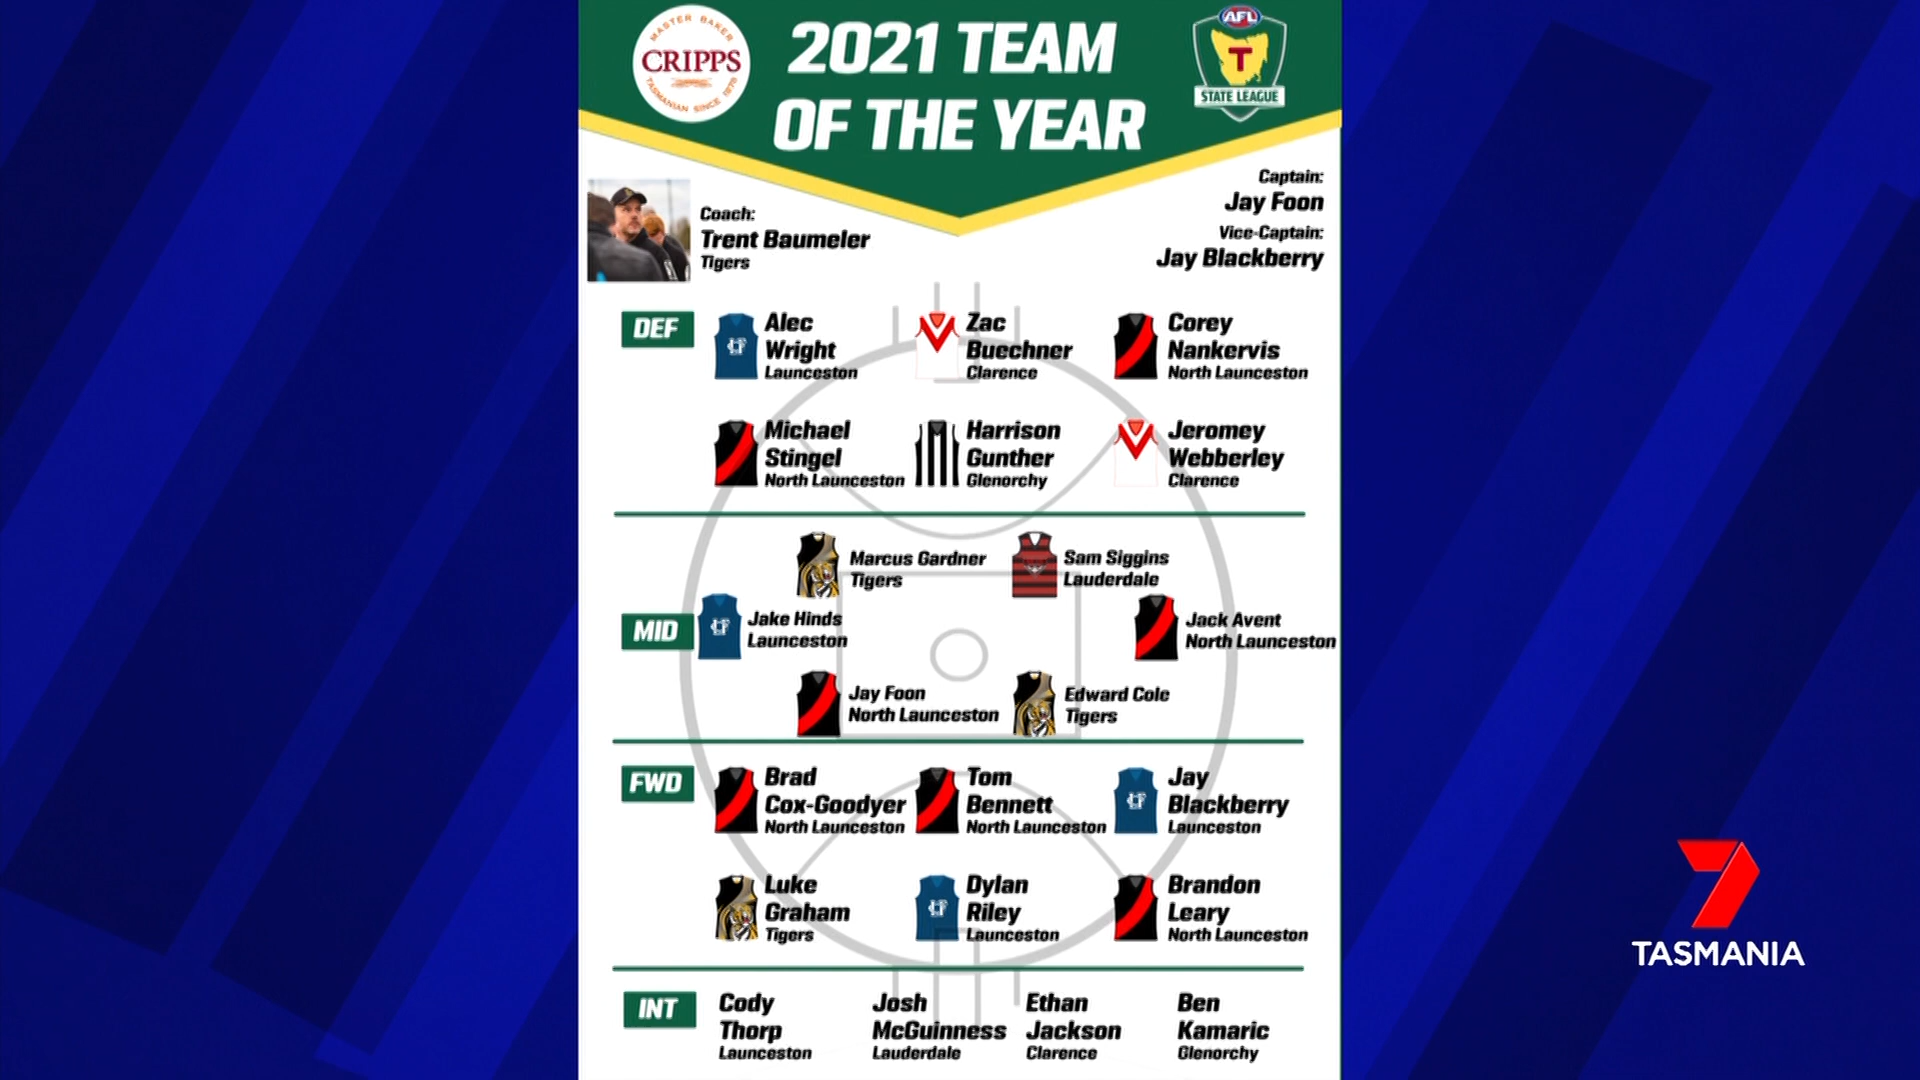 MASTER BAKER
CRIPPS
TASMANIAN SINCE 1878
2021 TEAM
OF THE YEAR
AFL
T
STATE LEAGUE
Coach:
Trent Baumeler
Tigers
Captain:
Jay Foon
Vice-Captain:
Jay Blackberry
DEF
Alec
Wright
Launceston
Zac
Buechner
Clarence
Corey
Nankervis
North Launceston
Michael
Stingel
North Launceston
Harrison
Gunther
Glenorchy
Jeromey
Webberley
Clarence
MID
Marcus Gardner
Tigers
Sam Siggins
Lauderdale
Jake Hinds
Launceston
Jack Avent
North Launceston
Jay Foon
North Launceston
Edward Cole
Tigers
FWD
Brad
Cox-Goodyer
North Launceston
Tom
Bennett
North Launceston
Jay
Blackberry
Launceston
Luke
Graham
Tigers
Dylan
Riley
Launceston
Brandon
Leary
North Launceston
INT
Cody
Thorp
Launceston
Josh
McGuinness
Lauderdale
Ethan
Jackson
Clarence
Ben
Kamaric
Glenorchy
7
TASMANIA